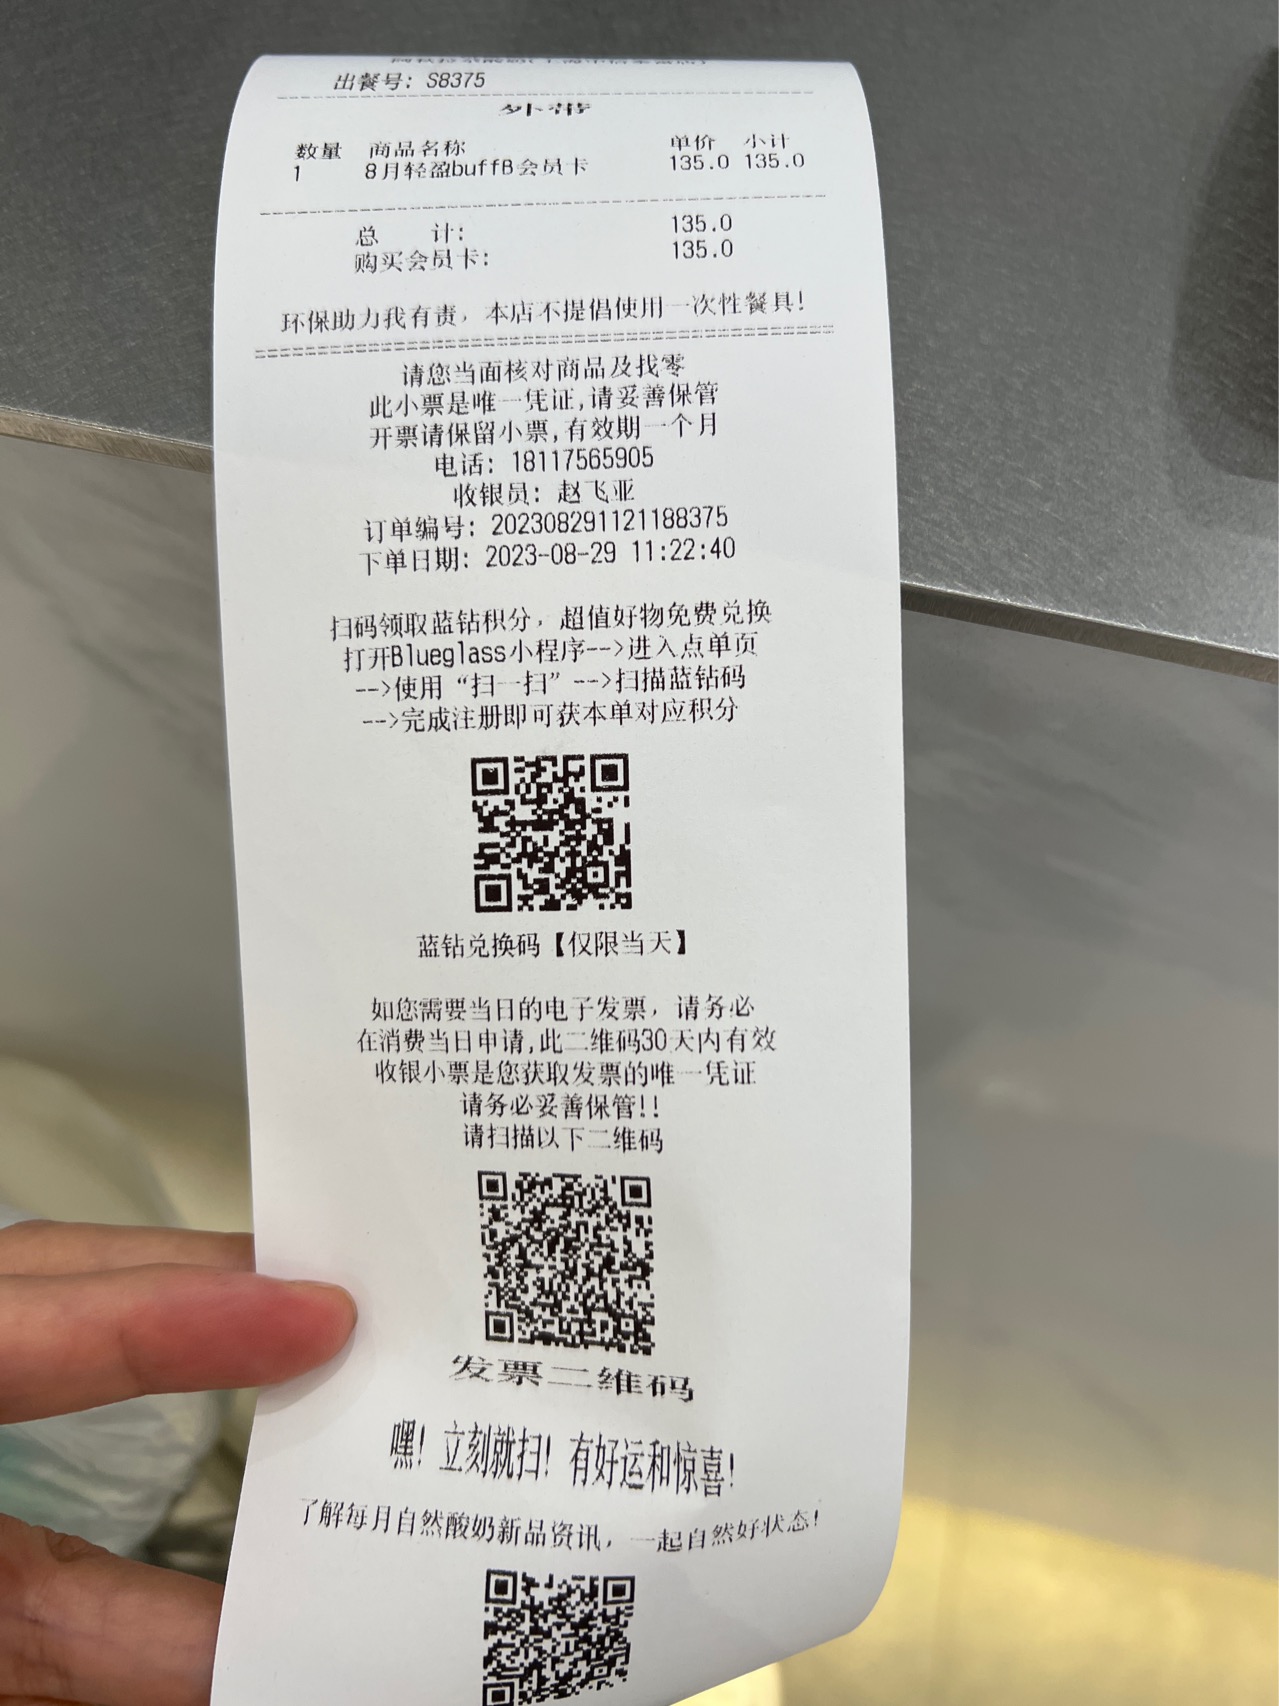 出餐号: S8375
外带
数量 商品名称 单价 小计
1 8月轻盈buffB会员卡 135.0 135.0
总 计: 135.0
购买会员卡: 135.0
环保助力我有责，本店不提倡使用一次性餐具!
请您当面核对商品及找零
此小票是唯一凭证,请妥善保管
开票请保留小票,有效期一个月
电话: 18117565905
收银员: 赵飞亚
订单编号: 202308291121188375
下单日期: 2023-08-29 11:22:40
扫码领取蓝钻积分，超值好物免费兑换
打开Blueglass小程序-->进入点单页
-->使用“扫一扫”-->扫描蓝钻码
-->完成注册即可获本单对应积分
蓝钻兑换码【仅限当天】
如您需要当日的电子发票，请务必
在消费当日申请,此二维码30天内有效
收银小票是您获取发票的唯一凭证
请务必妥善保管!!
请扫描以下二维码
发票二维码
嘿! 立刻就扫! 有好运和惊喜!
了解每月自然酸奶新品资讯，一起自然好状态!